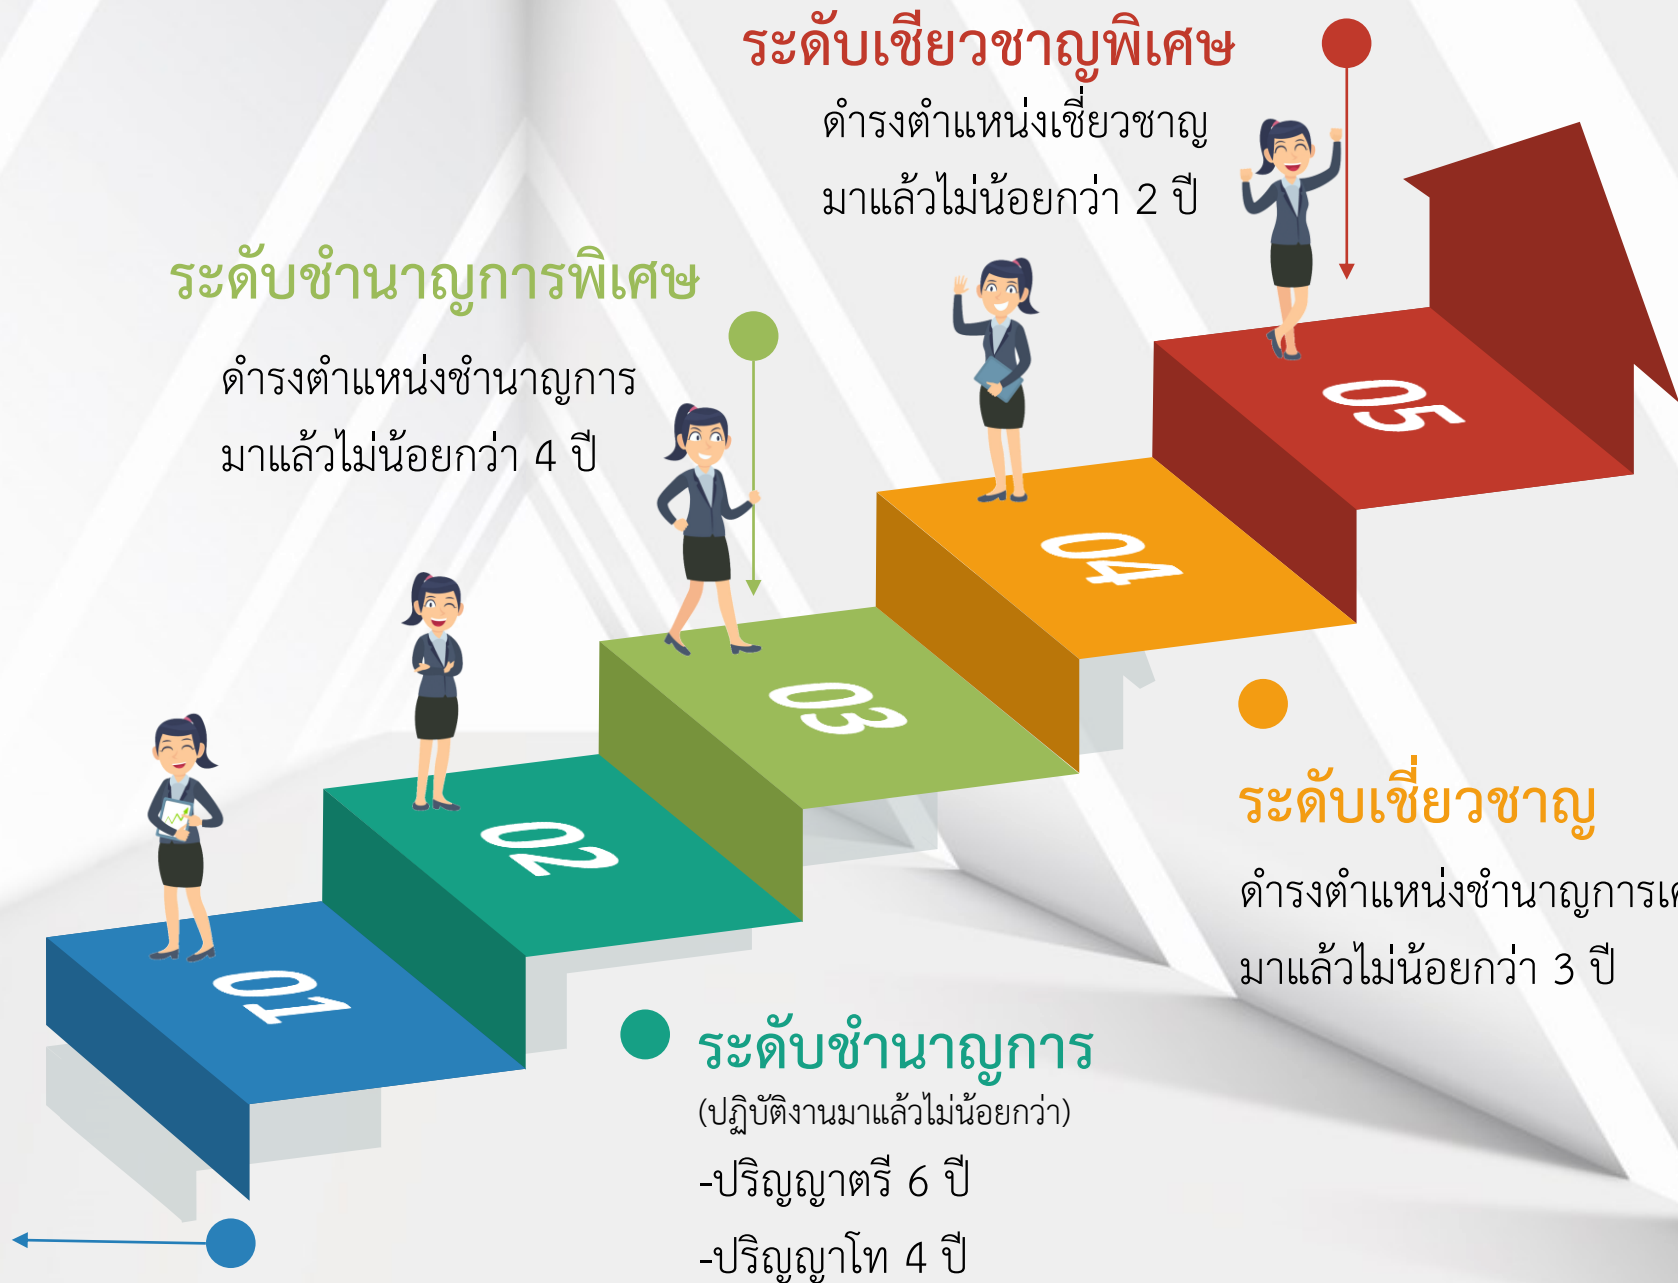 ระดับเชี่ยวชาญพิเศษ
ดำรงตำแหน่งเชี่ยวชาญ
มาแล้วไม่น้อยกว่า 2 ปี
ระดับชำนาญการพิเศษ
ดำรงตำแหน่งชำนาญการ
มาแล้วไม่น้อยกว่า 4 ปี
05
04
03
02
01
ระดับเชี่ยวชาญ
ดำรงตำแหน่งชำนาญการ
มาแล้วไม่น้อยกว่า 3 ปี
ระดับชำนาญการ
(ปฏิบัติงานมาแล้วไม่น้อยกว่า)
-ปริญญาตรี 6 ปี
-ปริญญาโท 4 ปี